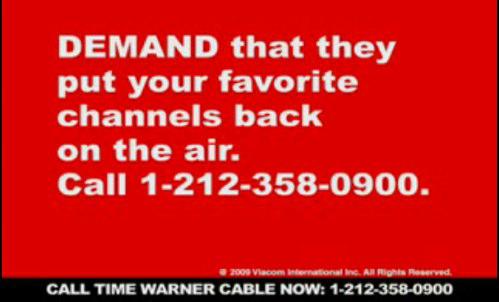 DEMAND that they
put your favorite
channels back
on the air.
Call 1-212-358-0900.
© 2009 Viacom International Inc. All Rights Reserved.
CALL TIME WARNER CABLE NOW: 1-212-358-0900